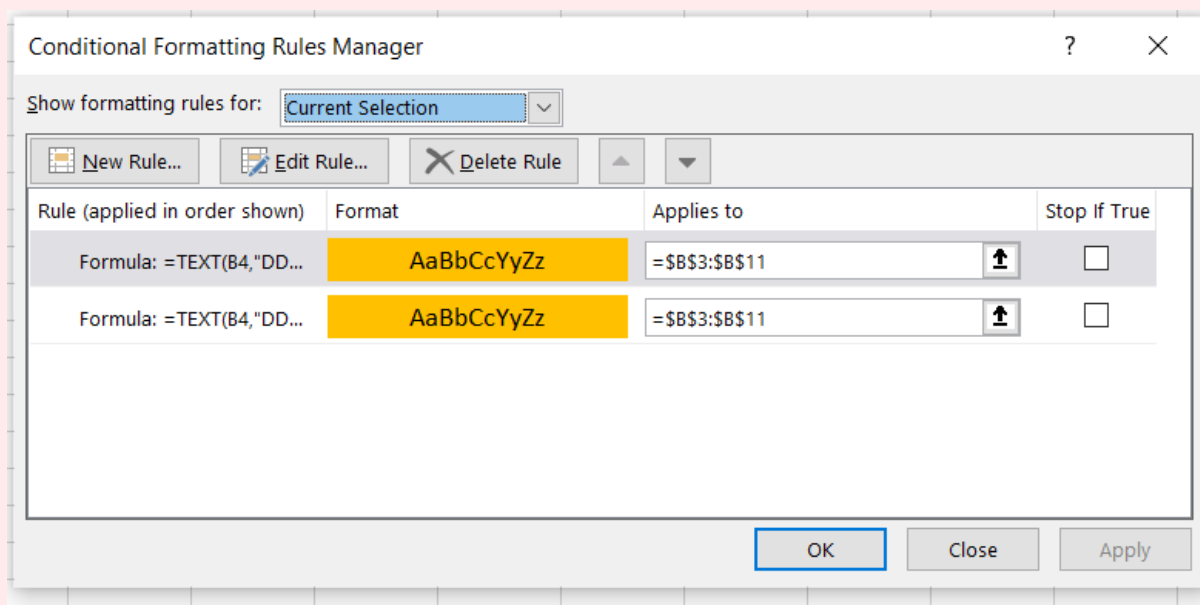 Conditional Formatting Rules Manager ?
Show formatting rules for: Current Selection
New Rule... Edit Rule... Delete Rule
Rule (applied in order shown) Format Applies to Stop If True
Formula: =TEXT(B4,"DD... AaBbCcYyZz =$B$3:$B$11
Formula: =TEXT(B4,"DD... AaBbCcYyZz =$B$3:$B$11
OK Close Apply